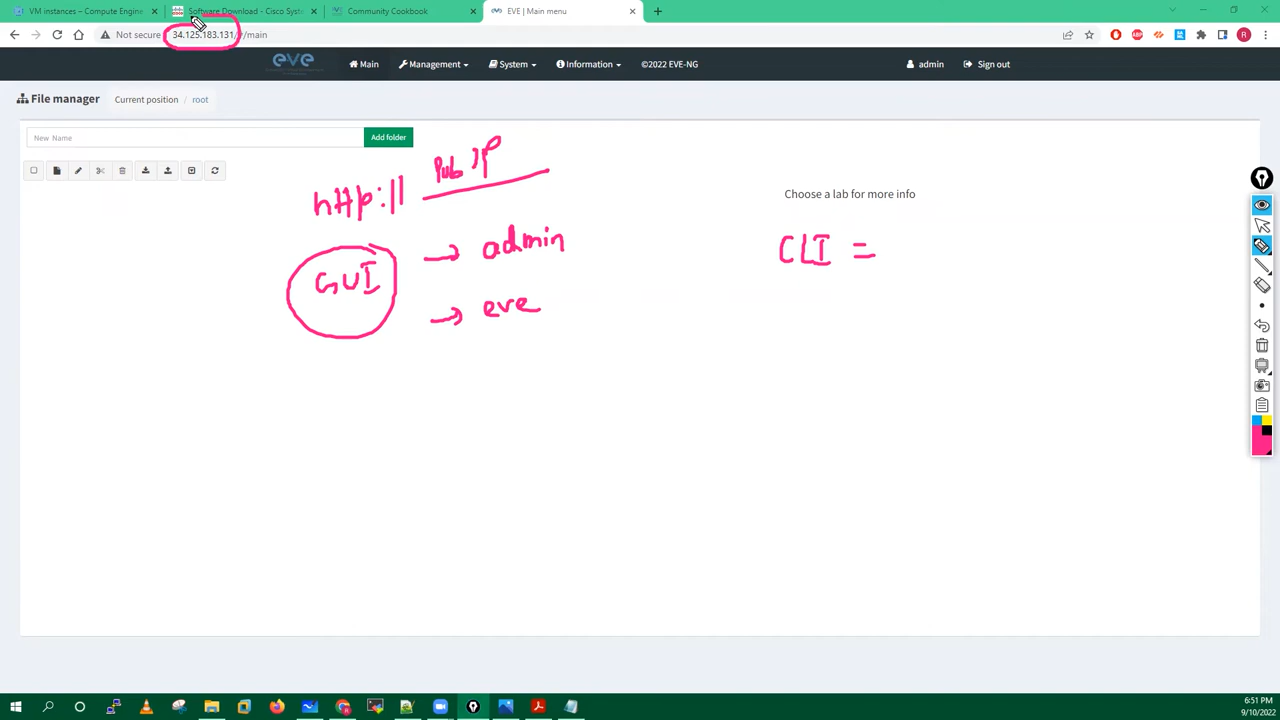 VM instances – Compute Engine
Software Download - Cisco Syst
Community Cookbook
EVE | Main menu
Not secure
34.125.183.131/#/main
eve
Main
Management
System
Information
©2022 EVE-NG
admin
Sign out
File manager
Current position / root
New Name
Add folder
Pub IP
http://
Choose a lab for more info
GUI
→ admin
→ eve
CLI =
6:51 PM
9/10/2022